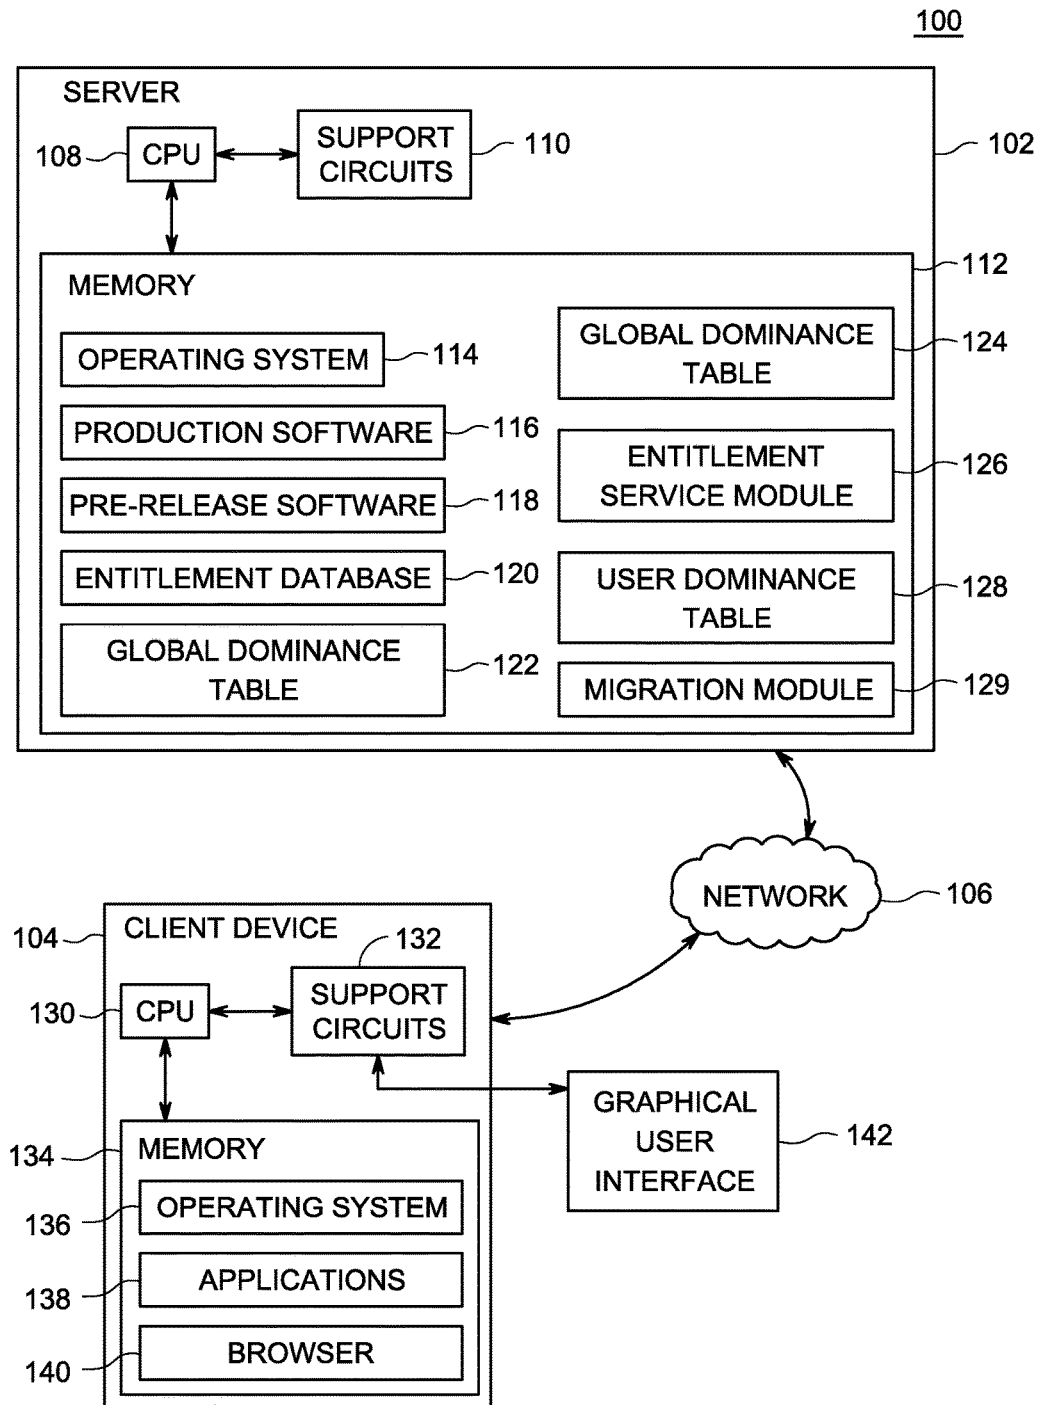 100
SERVER
102
108
CPU
SUPPORT
CIRCUITS
110
112
MEMORY
OPERATING SYSTEM
114
PRODUCTION SOFTWARE
116
PRE-RELEASE SOFTWARE
118
ENTITLEMENT DATABASE
120
GLOBAL DOMINANCE
TABLE
122
GLOBAL DOMINANCE
TABLE
124
ENTITLEMENT
SERVICE MODULE
126
USER DOMINANCE
TABLE
128
MIGRATION MODULE
129
NETWORK
106
104
CLIENT DEVICE
132
130
CPU
SUPPORT
CIRCUITS
GRAPHICAL
USER
INTERFACE
142
134
MEMORY
136
OPERATING SYSTEM
138
APPLICATIONS
140
BROWSER